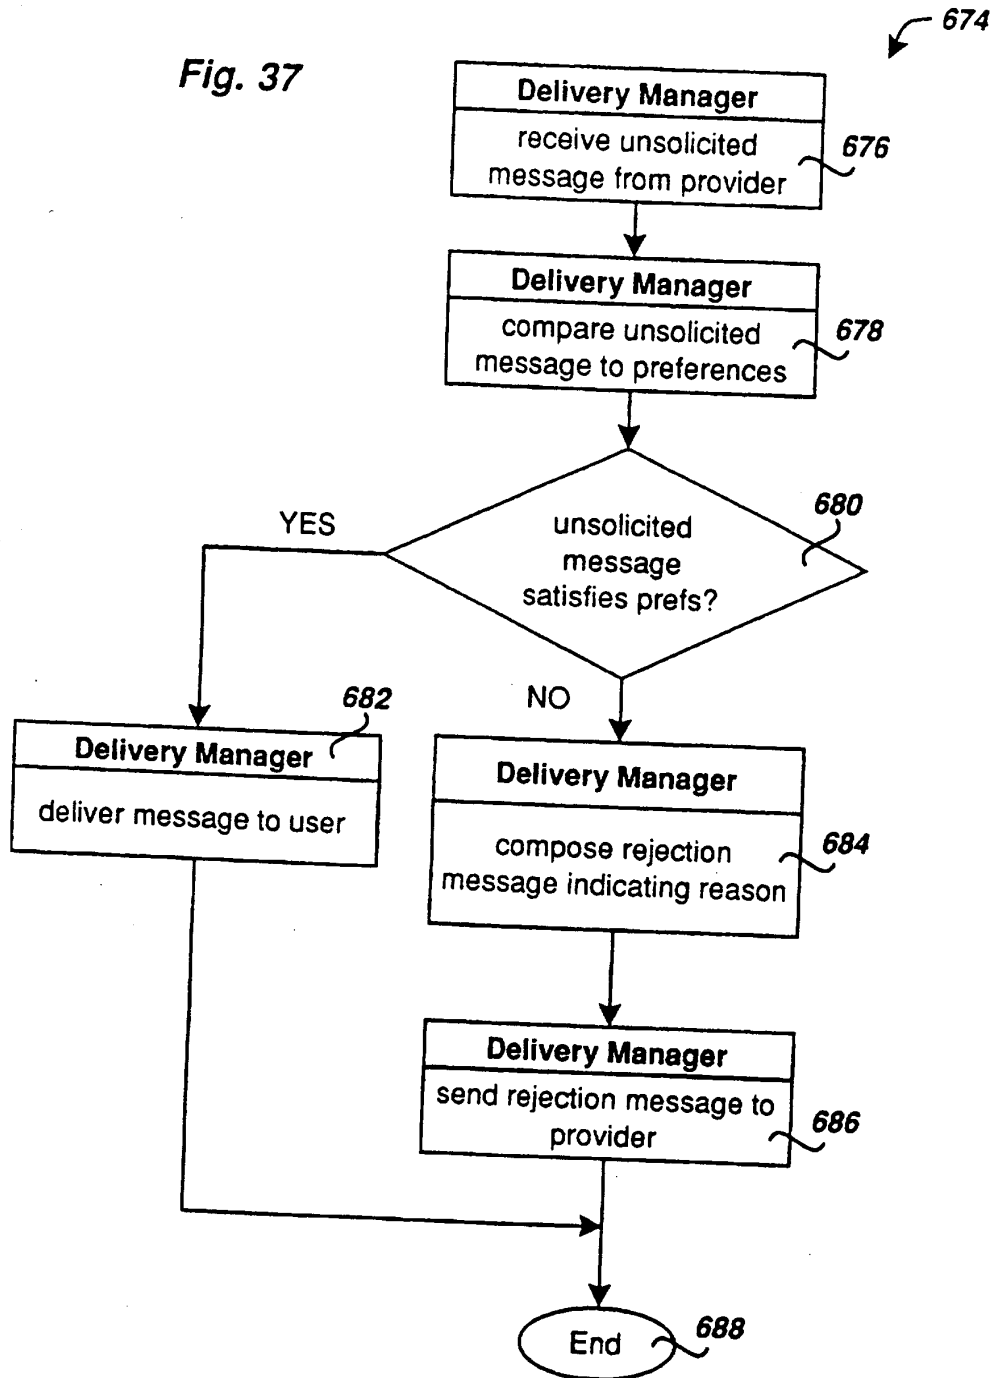 674
Fig. 37
Delivery Manager
receive unsolicited
message from provider
676
Delivery Manager
compare unsolicited
message to preferences
678
unsolicited
message
satisfies prefs?
680
YES
NO
682
Delivery Manager
deliver message to user
Delivery Manager
compose rejection
message indicating reason
684
Delivery Manager
send rejection message to
provider
686
End
688